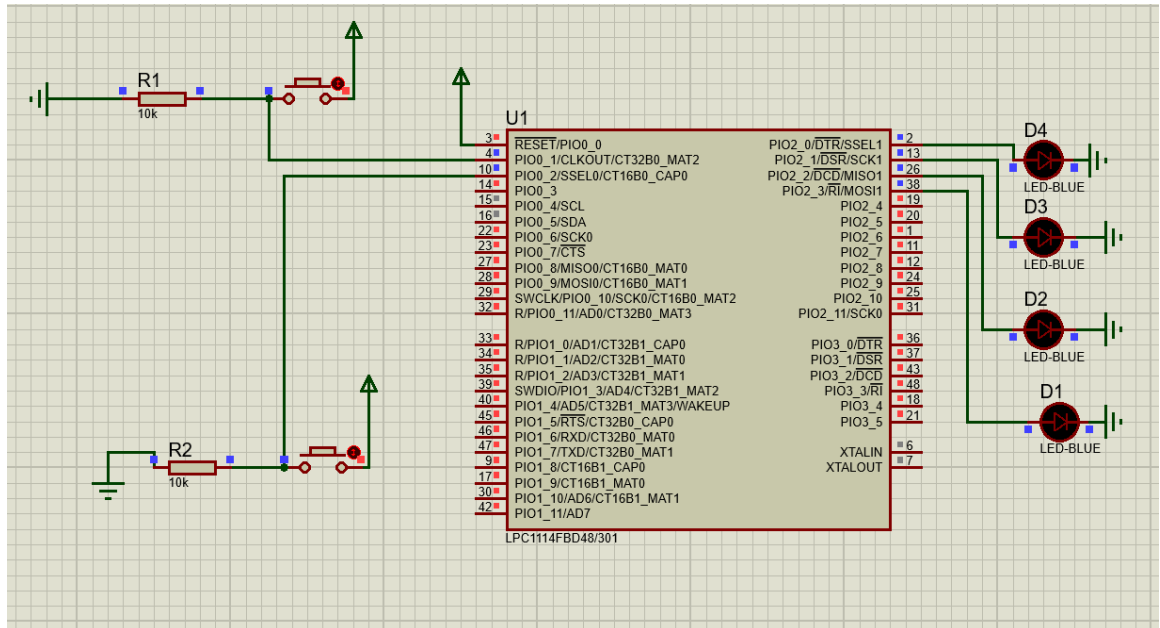 R1
10k
U1
3 RESET/PIO0_0
4 PIO0_1/CLKOUT/CT32B0_MAT2
10 PIO0_2/SSEL0/CT16B0_CAP0
14 PIO0_3
15 PIO0_4/SCL
16 PIO0_5/SDA
22 PIO0_6/SCK0
23 PIO0_7/CTS
27 PIO0_8/MISO0/CT16B0_MAT0
28 PIO0_9/MOSI0/CT16B0_MAT1
29 SWCLK/PIO0_10/SCK0/CT16B0_MAT2
32 R/PIO0_11/AD0/CT32B0_MAT3
33 R/PIO1_0/AD1/CT32B1_CAP0
34 R/PIO1_1/AD2/CT32B1_MAT0
35 R/PIO1_2/AD3/CT32B1_MAT1
39 SWDIO/PIO1_3/AD4/CT32B1_MAT2
40 PIO1_4/AD5/CT32B1_MAT3/WAKEUP
45 PIO1_5/RTS/CT32B0_CAP0
46 PIO1_6/RXD/CT32B0_MAT0
47 PIO1_7/TXD/CT32B0_MAT1
9 PIO1_8/CT16B1_CAP0
17 PIO1_9/CT16B1_MAT0
30 PIO1_10/AD6/CT16B1_MAT1
42 PIO1_11/AD7
PIO2_0/DTR/SSEL1 2
PIO2_1/DSR/SCK1 13
PIO2_2/DCD/MISO1 26
PIO2_3/RI/MOSI1 38
PIO2_4 19
PIO2_5 20
PIO2_6 1
PIO2_7 11
PIO2_8 12
PIO2_9 24
PIO2_10 25
PIO2_11/SCK0 31
PIO3_0/DTR 36
PIO3_1/DSR 37
PIO3_2/DCD 43
PIO3_3/RI 48
PIO3_4 18
PIO3_5 21
XTALIN 6
XTALOUT 7
LPC1114FBD48/301
D4
LED-BLUE
D3
LED-BLUE
D2
LED-BLUE
D1
LED-BLUE
R2
10k